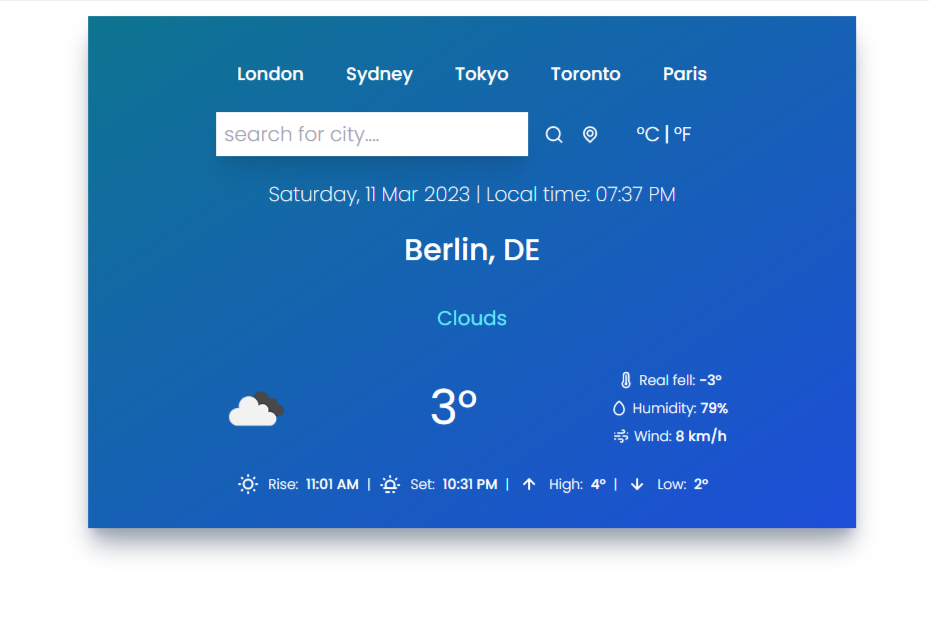 London Sydney Tokyo Toronto Paris
search for city.... °C | °F
Saturday, 11 Mar 2023 | Local time: 07:37 PM
Berlin, DE
Clouds
3°
Real fell: -3°
Humidity: 79%
Wind: 8 km/h
Rise: 11:01 AM | Set: 10:31 PM | High: 4° | Low: 2°